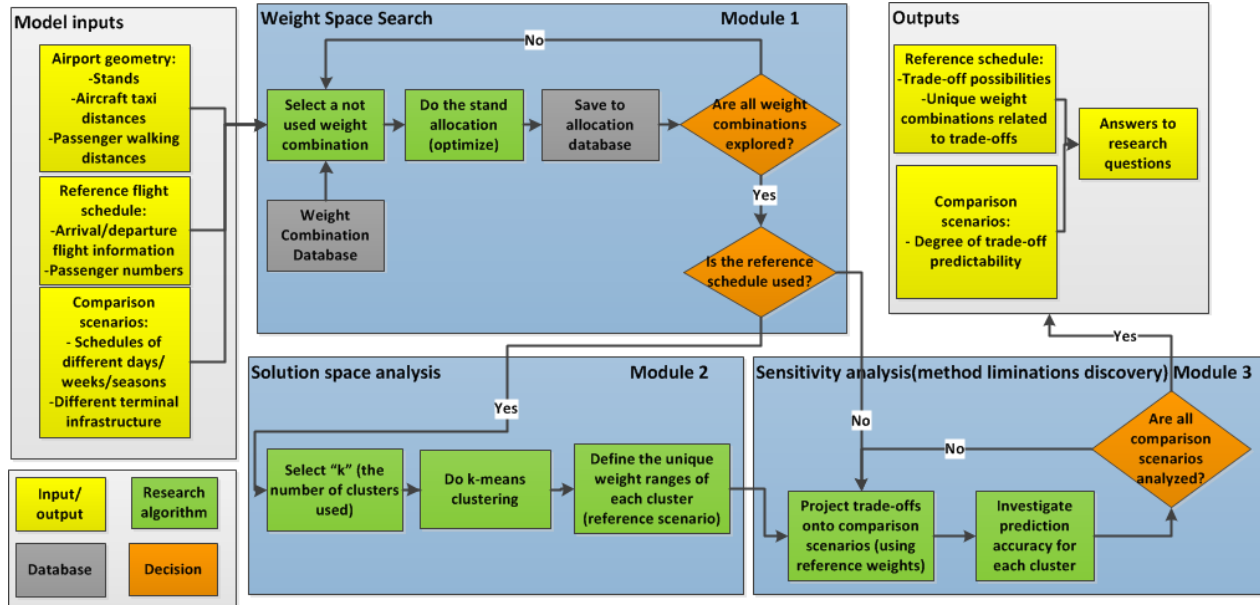 Model inputs
Airport geometry:
-Stands
-Aircraft taxi
distances
-Passenger walking
distances
Reference flight
schedule:
-Arrival/departure
flight information
-Passenger numbers
Comparison
scenarios:
- Schedules of
different days/
weeks/seasons
-Different terminal
infrastructure
Input/
output
Research
algorithm
Database
Decision
Weight Space Search
Module 1
No
Select a not
used weight
combination
Do the stand
allocation
(optimize)
Save to
allocation
database
Are all weight
combinations
explored?
Weight
Combination
Database
Yes
Is the reference
schedule used?
Solution space analysis
Module 2
Yes
Select “k” (the
number of clusters
used)
Do k-means
clustering
Define the unique
weight ranges of
each cluster
(reference scenario)
Sensitivity analysis(method liminations discovery) Module 3
No
No
Project trade-offs
onto comparison
scenarios (using
reference weights)
Investigate
prediction
accuracy for
each cluster
Are all
comparison
scenarios
analyzed?
Yes
Outputs
Reference schedule:
-Trade-off possibilities
-Unique weight
combinations related
to trade-offs
Comparison
scenarios:
- Degree of trade-off
predictability
Answers to
research
questions